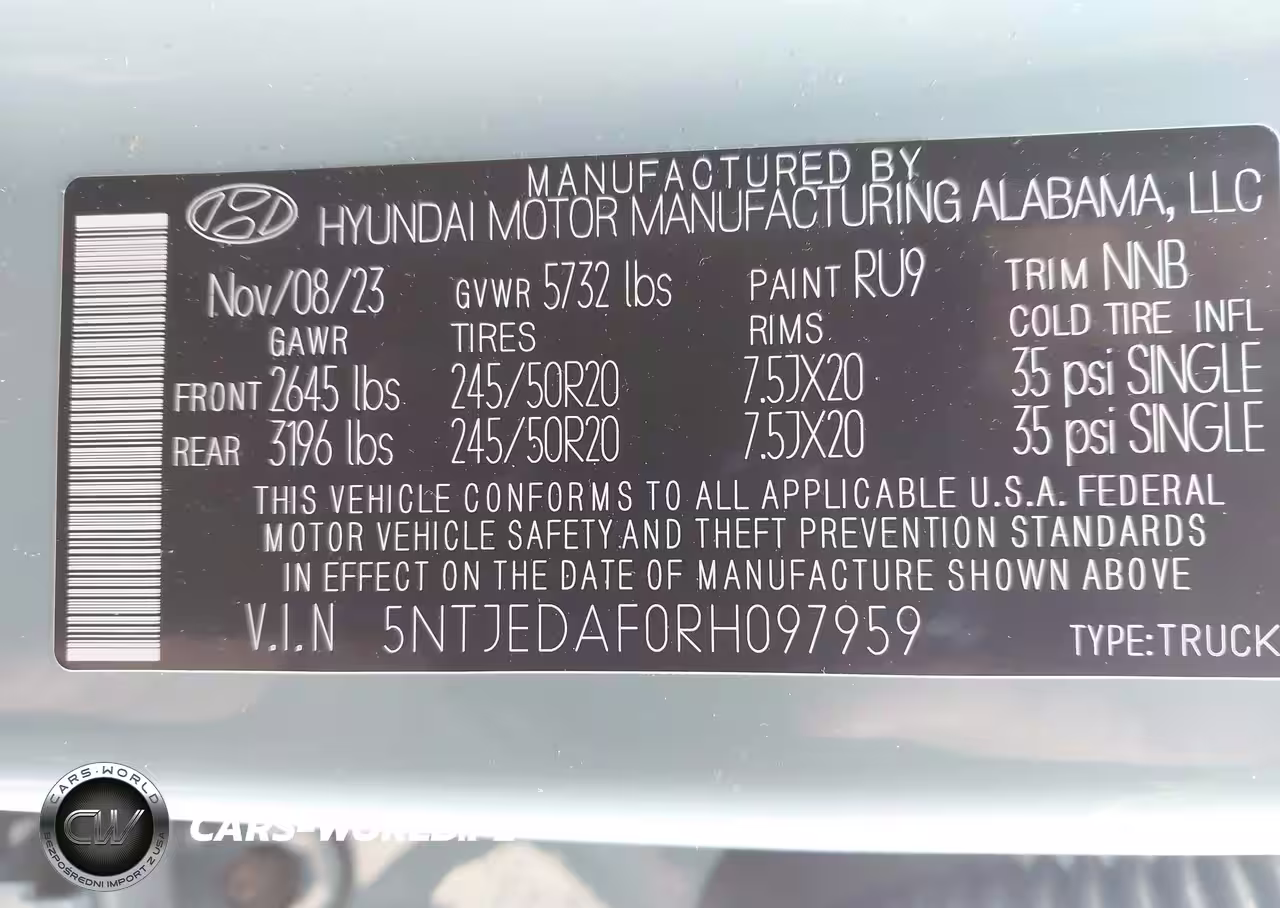 MANUFACTURED BY
HYUNDAI MOTOR MANUFACTURING ALABAMA, LLC
Nov/08/23 GVWR 5732 lbs PAINT RU9 TRIM NNB
GAWR TIRES RIMS COLD TIRE INFL
FRONT 2645 lbs 245/50R20 7.5JX20 35 psi SINGLE
REAR 3196 lbs 245/50R20 7.5JX20 35 psi SINGLE
THIS VEHICLE CONFORMS TO ALL APPLICABLE U.S.A. FEDERAL
MOTOR VEHICLE SAFETY AND THEFT PREVENTION STANDARDS
IN EFFECT ON THE DATE OF MANUFACTURE SHOWN ABOVE
V.I.N 5NTJEDAF0RH097959 TYPE:TRUCK
CARS-WORLD
CW
BEZPOŚREDNI IMPORT Z USA